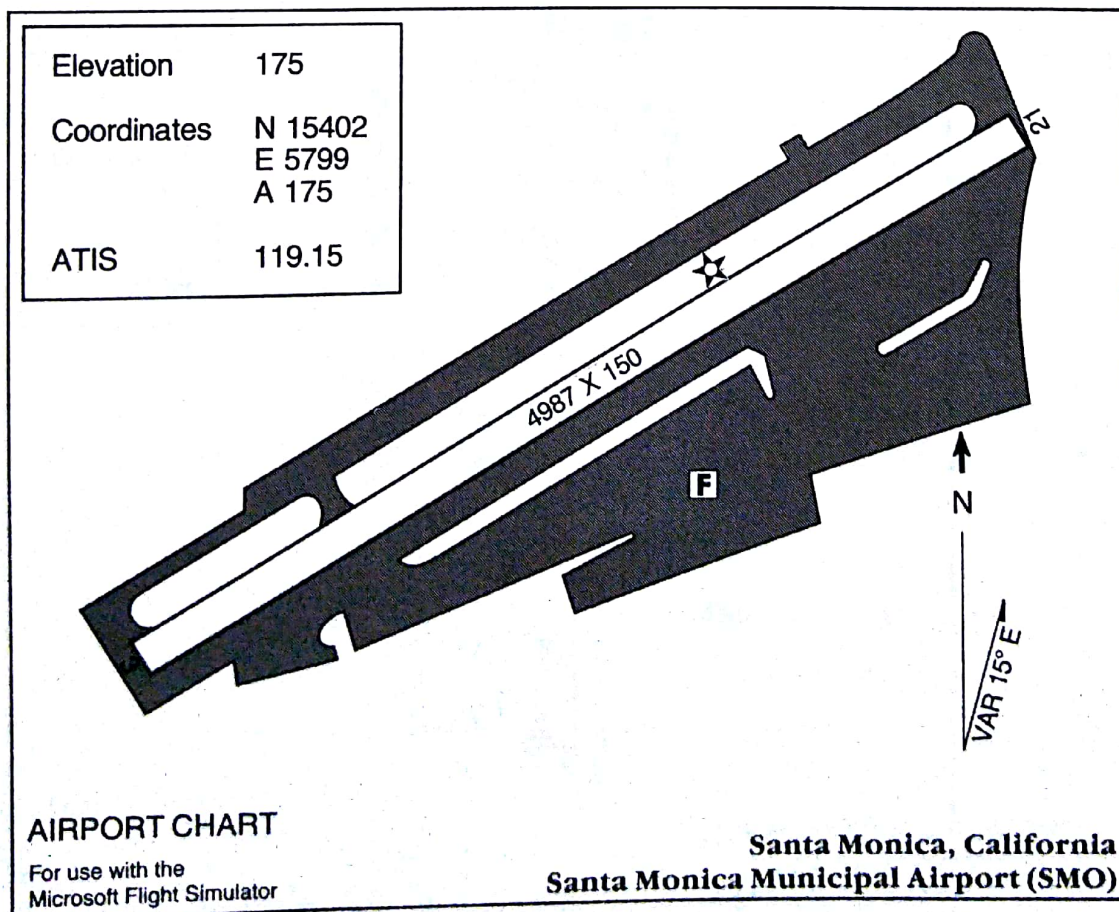 Elevation 175
Coordinates N 15402
E 5799
A 175
ATIS 119.15
21
4987 X 150
F
N
VAR 15° E
AIRPORT CHART
For use with the
Microsoft Flight Simulator
Santa Monica, California
Santa Monica Municipal Airport (SMO)